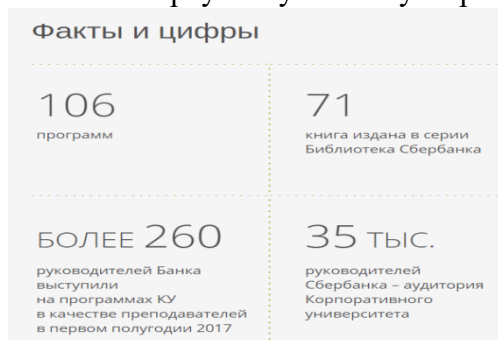 Факты и цифры
106
программ
71
книга издана в серии
Библиотека Сбербанка
БОЛЕЕ 260
руководителей Банка
выступили
на программах КУ
в качестве преподавателей
в первом полугодии 2017
35 ТЫС.
руководителей
Сбербанка – аудитория
Корпоративного
университета